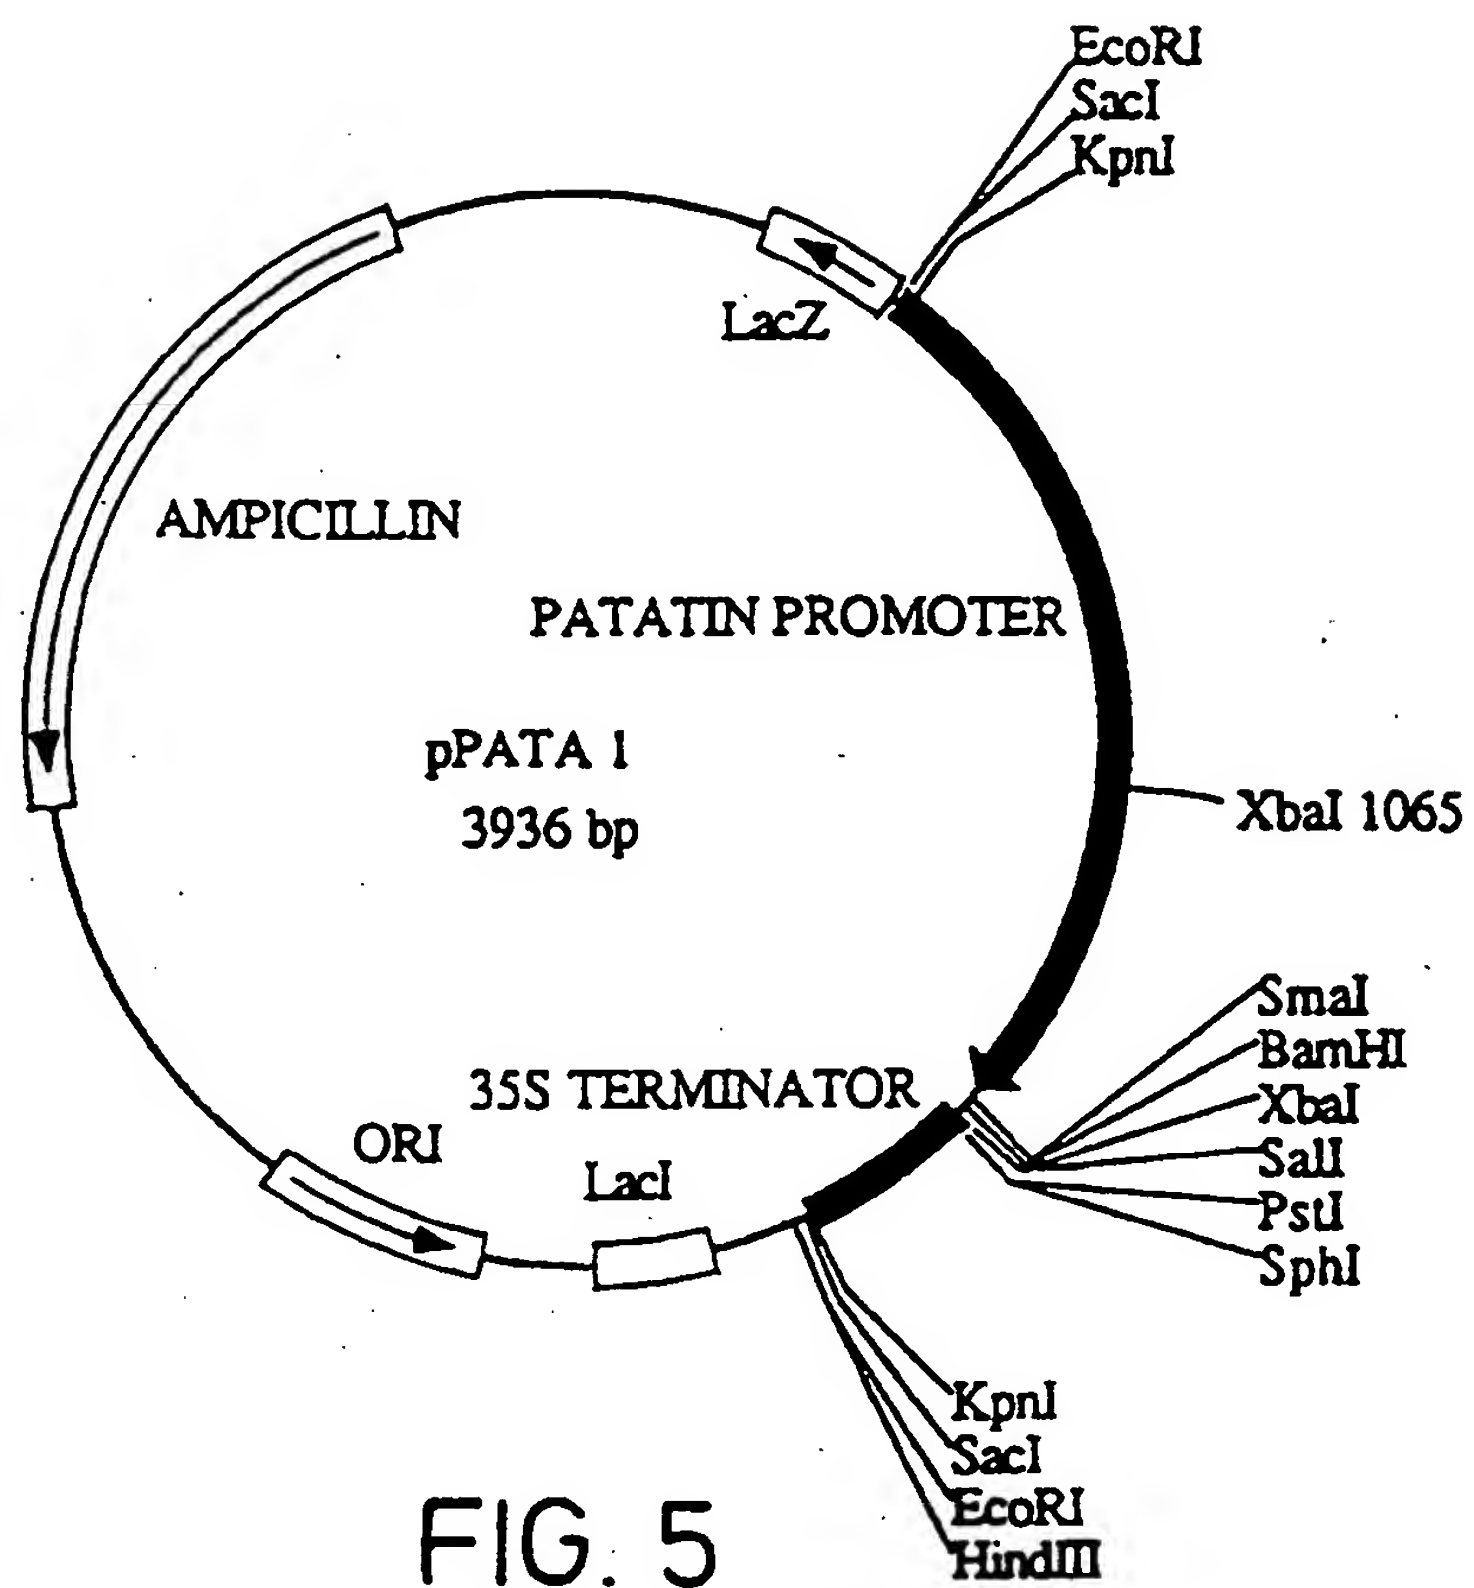 EcoRI
SacI
KpnI
LacZ
AMPICILLIN
PATATIN PROMOTER
pPATA 1
3936 bp
XbaI 1065
SmaI
BamHI
XbaI
SalI
PstI
SphI
35S TERMINATOR
ORI
LacI
KpnI
SacI
EcoRI
HindIII
FIG. 5